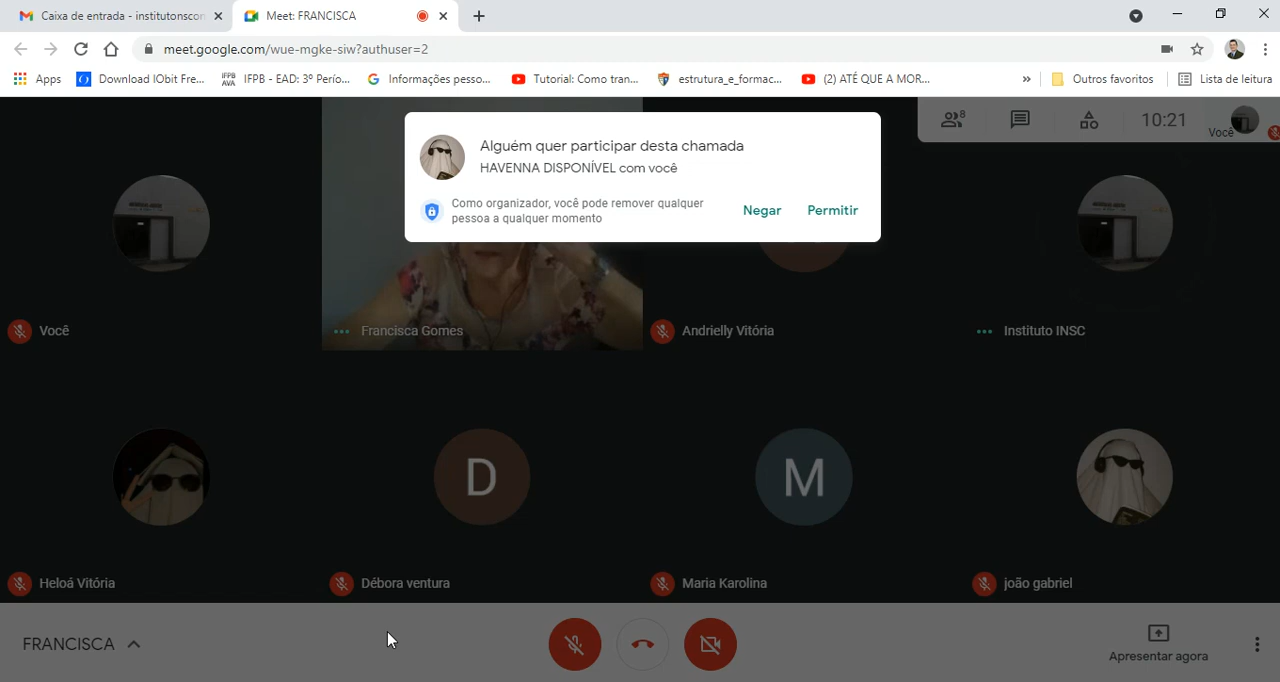 Caixa de entrada - institutonscor
Meet: FRANCISCA
meet.google.com/wue-mgke-siw?authuser=2
Apps
Download IObit Fre...
IFPB AVA
IFPB - EAD: 3º Perío...
Informações pesso...
Tutorial: Como tran...
estrutura_e_formac...
(2) ATÉ QUE A MOR...
»
Outros favoritos
Lista de leitura
Alguém quer participar desta chamada
HAVENNA DISPONÍVEL com você
Como organizador, você pode remover qualquer
pessoa a qualquer momento
Negar
Permitir
8
10:21
Você
Você
Francisca Gomes
Andrielly Vitória
Instituto INSC
D
M
Heloá Vitória
Débora ventura
Maria Karolina
joão gabriel
FRANCISCA
Apresentar agora